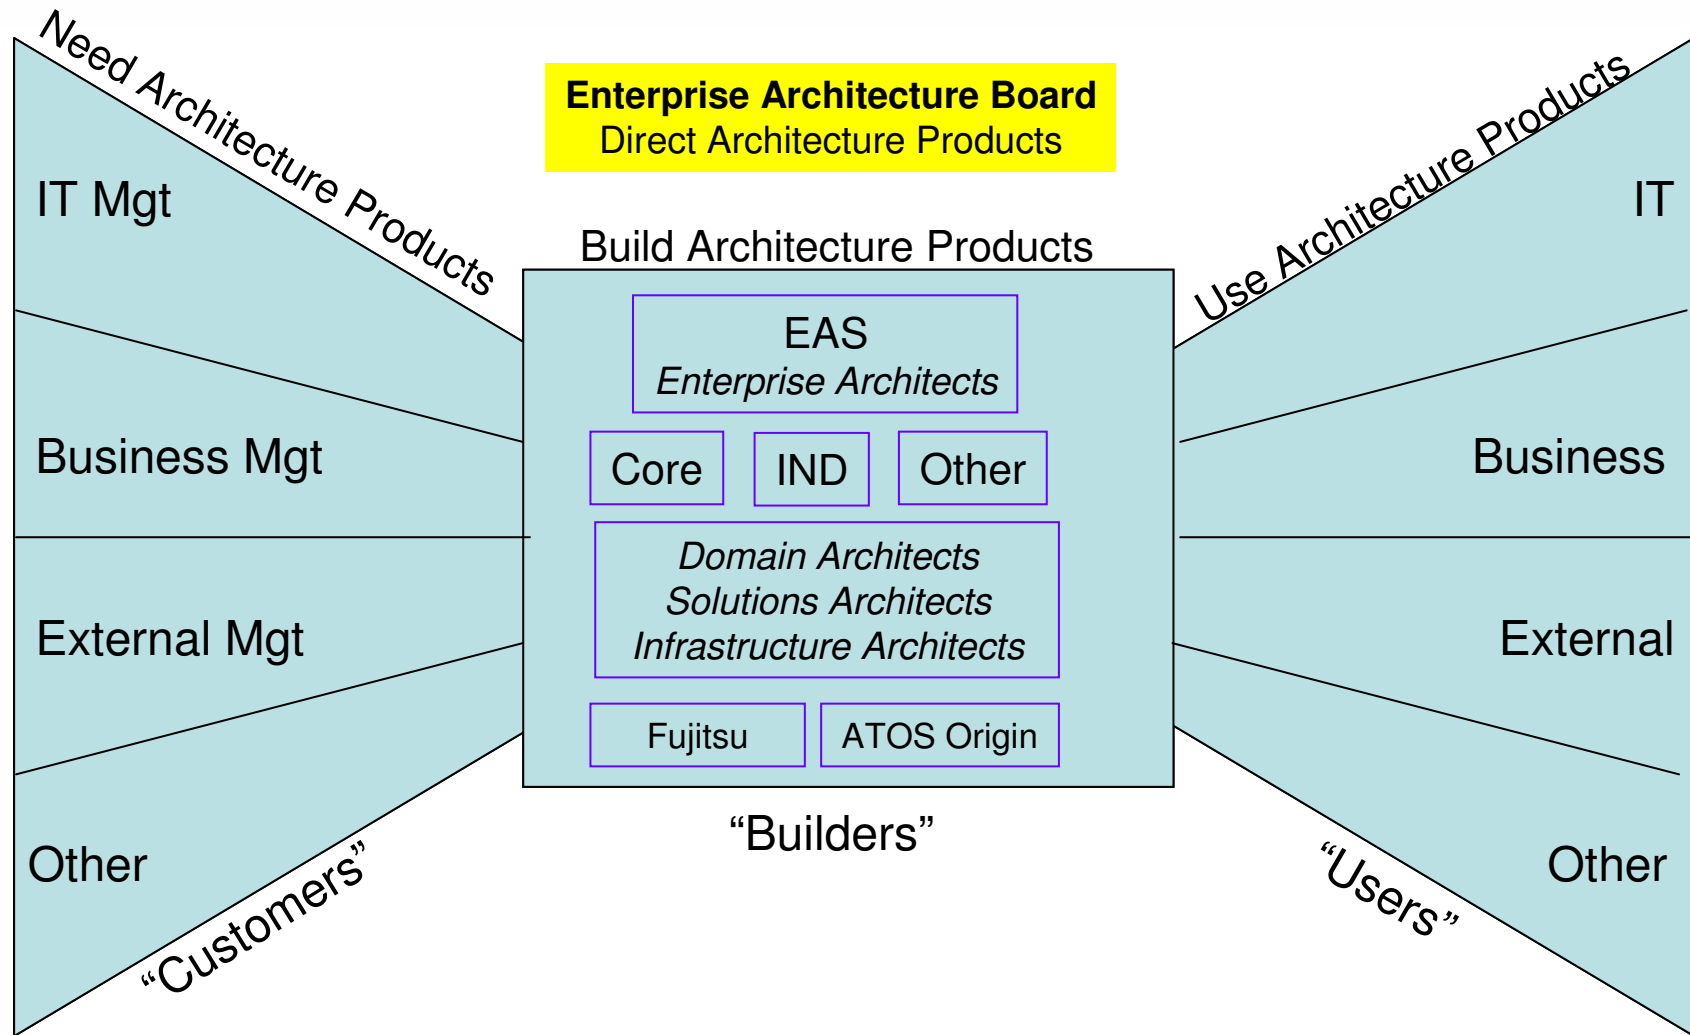 Need Architecture Products
Enterprise Architecture Board
Direct Architecture Products
Use Architecture Products
IT Mgt
Business Mgt
External Mgt
Other
“Customers”
Build Architecture Products
EAS
Enterprise Architects
Core
IND
Other
Domain Architects
Solutions Architects
Infrastructure Architects
Fujitsu
ATOS Origin
“Builders”
IT
Business
External
Other
“Users”